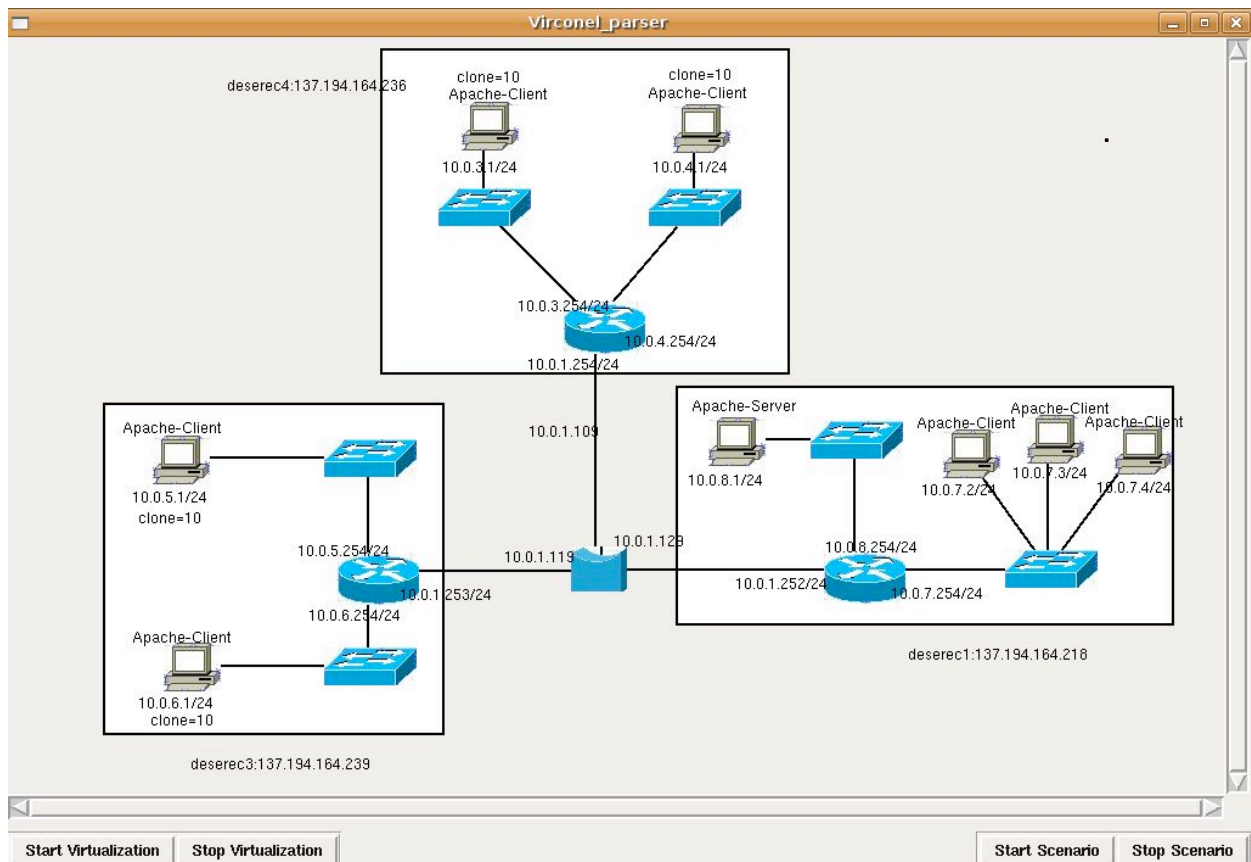 Virconel_parser
deserec4:137.194.164.236
clone=10
Apache-Client
clone=10
Apache-Client
10.0.3.1/24
10.0.4.1/24
10.0.3.254/24
10.0.4.254/24
10.0.1.254/24
10.0.1.109
Apache-Client
10.0.5.1/24
clone=10
10.0.5.254/24
10.0.1.253/24
10.0.6.254/24
Apache-Client
10.0.6.1/24
clone=10
deserec3:137.194.164.239
10.0.1.119
10.0.1.129
Apache-Server
10.0.8.1/24
Apache-Client
10.0.7.2/24
Apache-Client
10.0.7.3/24
Apache-Client
10.0.7.4/24
10.0.8.254/24
10.0.1.252/24
10.0.7.254/24
deserec1:137.194.164.218
Start Virtualization
Stop Virtualization
Start Scenario
Stop Scenario